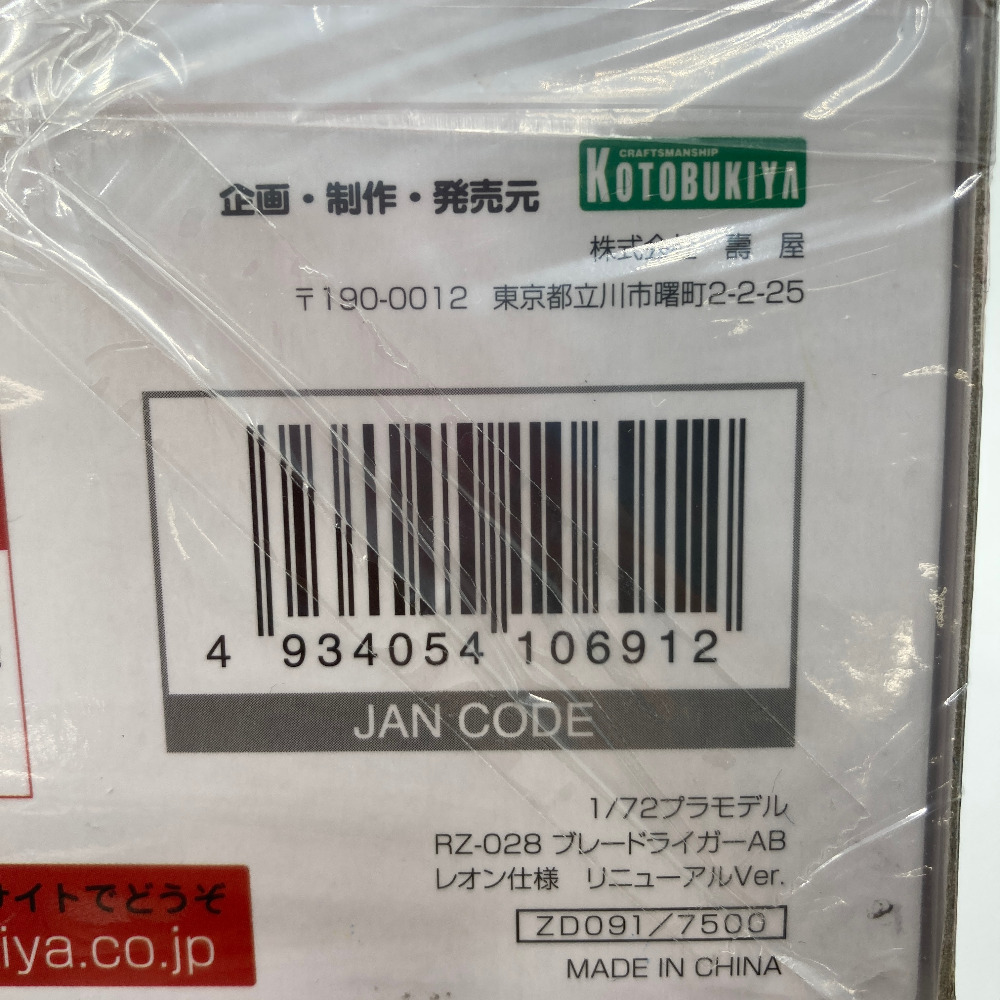 企画・制作・発売元
CRAFTSMANSHIP
KOTOBUKIYA
株式会社 壽屋
〒190-0012 東京都立川市曙町2-2-25
4 934054 106912
JAN CODE
1/72プラモデル
RZ-028 ブレードライガーAB
レオン仕様 リニューアルVer.
ZD091/7500
MADE IN CHINA
サイトでどうぞ
iya.co.jp